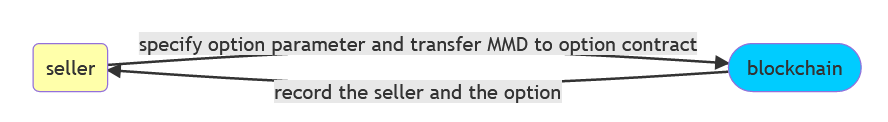 specify option parameter and transfer MMD to option contract
seller
blockchain
record the seller and the option